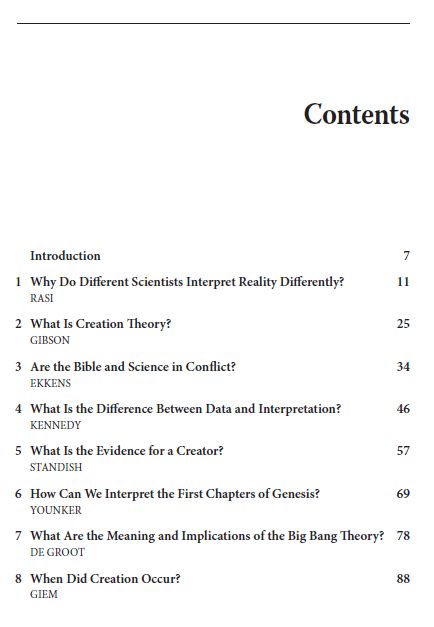 Contents
Introduction 7
1 Why Do Different Scientists Interpret Reality Differently? 11
RASI
2 What Is Creation Theory? 25
GIBSON
3 Are the Bible and Science in Conflict? 34
EKKENS
4 What Is the Difference Between Data and Interpretation? 46
KENNEDY
5 What Is the Evidence for a Creator? 57
STANDISH
6 How Can We Interpret the First Chapters of Genesis? 69
YOUNKER
7 What Are the Meaning and Implications of the Big Bang Theory? 78
DE GROOT
8 When Did Creation Occur? 88
GIEM